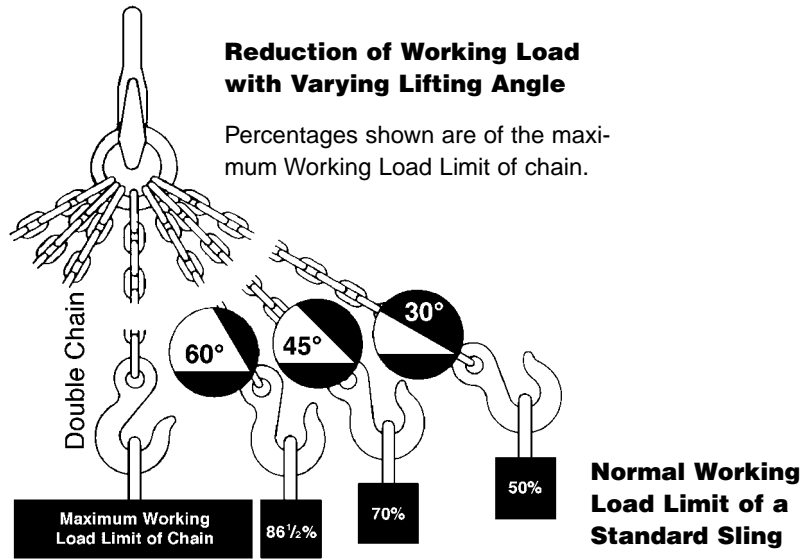 Reduction of Working Load
with Varying Lifting Angle
Percentages shown are of the maxi-
mum Working Load Limit of chain.
Double Chain
60°
45°
30°
Maximum Working
Load Limit of Chain
86½%
70%
50%
Normal Working
Load Limit of a
Standard Sling